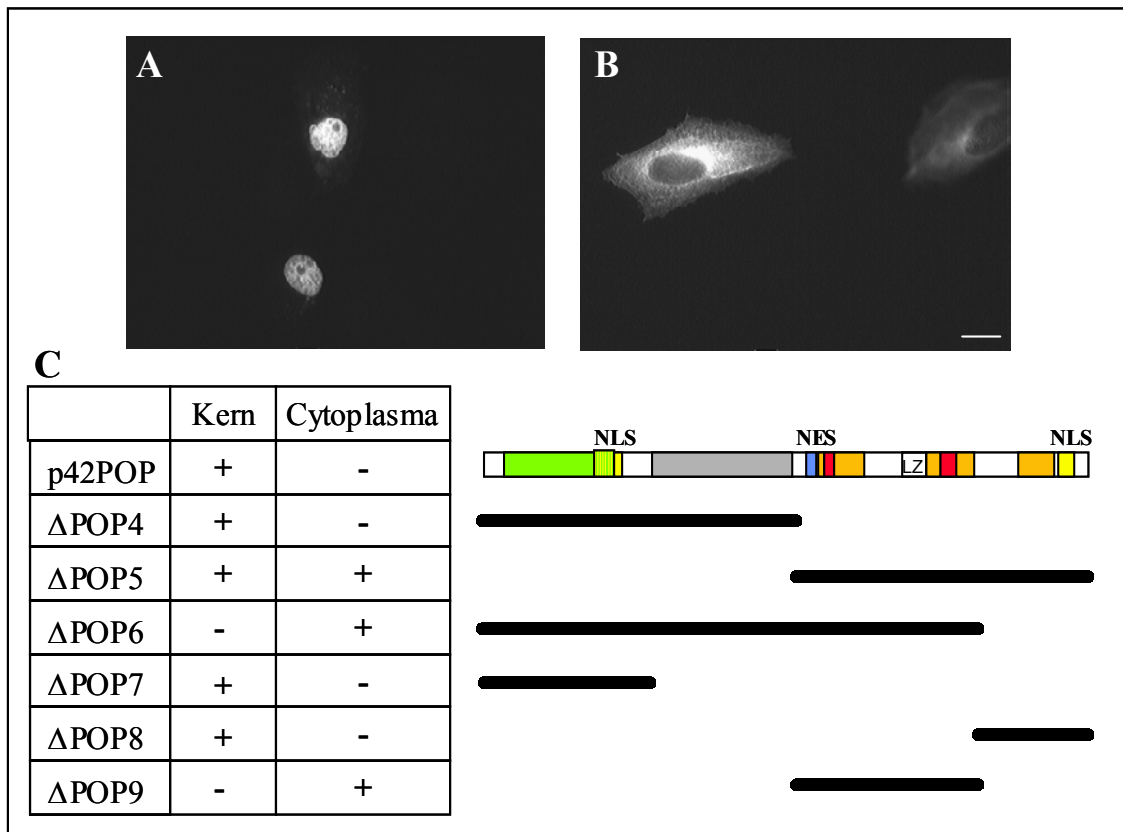 A
B
C
Kern Cytoplasma
p42POP + -
ΔPOP4 + -
ΔPOP5 + +
ΔPOP6 - +
ΔPOP7 + -
ΔPOP8 + -
ΔPOP9 - +
NLS NES NLS
LZ